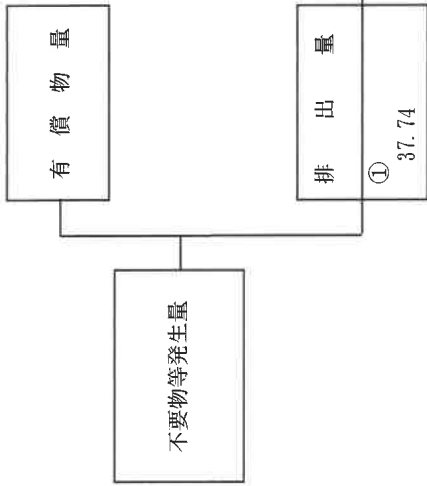 有償物量
不要物等発生量
排出量
①
37.74